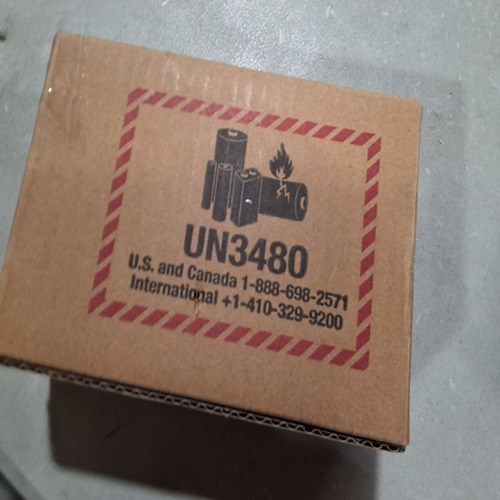 UN3480
U.S. and Canada 1-888-698-2571
International +1-410-329-9200